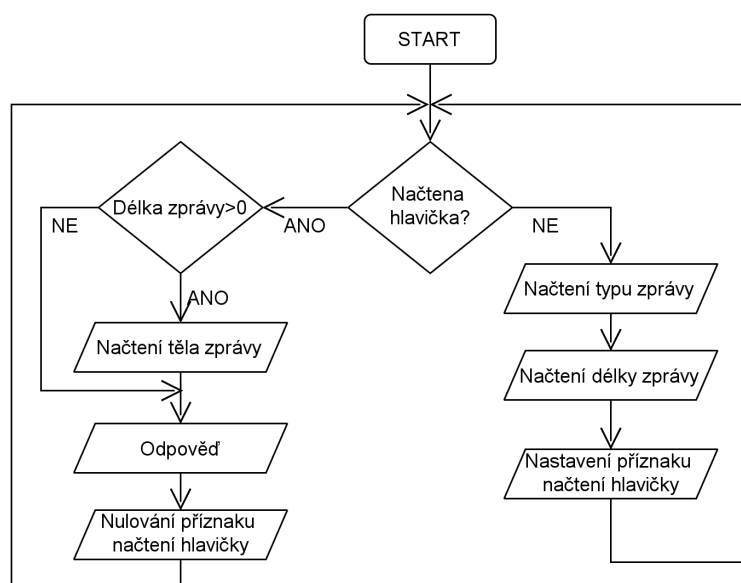 START
Načtena
hlavička?
Délka zprávy>0
ANO
NE
NE
ANO
Načtení typu zprávy
Načtení těla zprávy
Načtení délky zprávy
Odpověď
Nastavení příznaku
načtení hlavičky
Nulování příznaku
načtení hlavičky